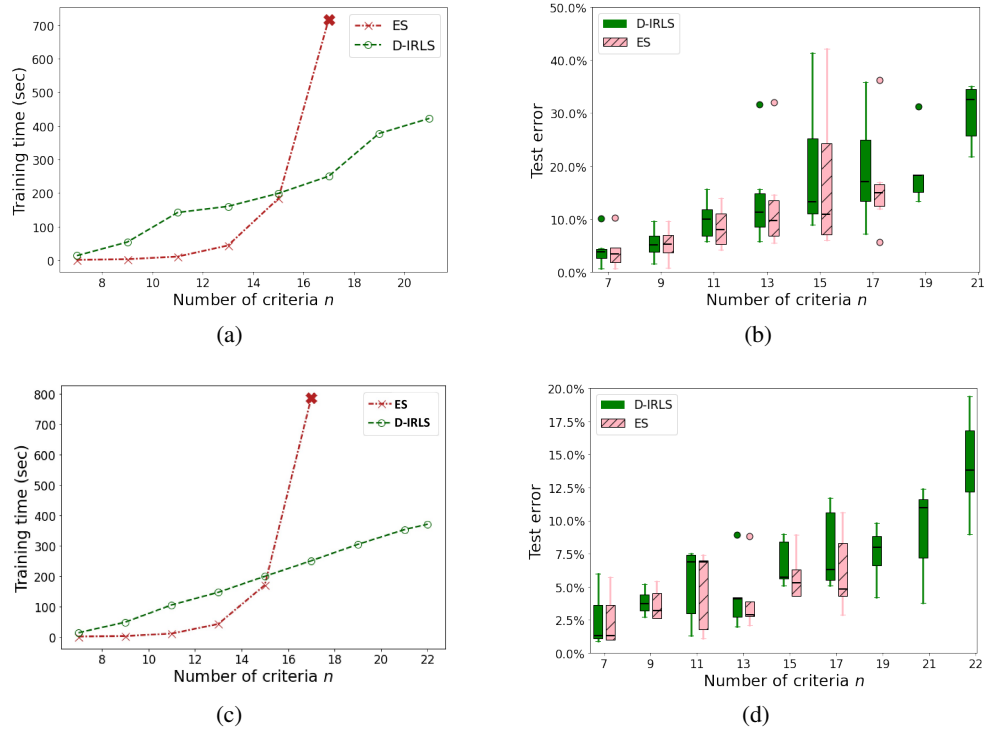 700
600
500
400
300
200
100
0
Training time (sec)
8 10 12 14 16 18 20
Number of criteria n
ES
D-IRLS
(a)
50.0%
40.0%
30.0%
20.0%
10.0%
0.0%
Test error
7 9 11 13 15 17 19 21
Number of criteria n
D-IRLS
ES
(b)
800
700
600
500
400
300
200
100
0
Training time (sec)
8 10 12 14 16 18 20 22
Number of criteria n
ES
D-IRLS
(c)
20.0%
17.5%
15.0%
12.5%
10.0%
7.5%
5.0%
2.5%
0.0%
Test error
7 9 11 13 15 17 19 21 22
Number of criteria n
D-IRLS
ES
(d)